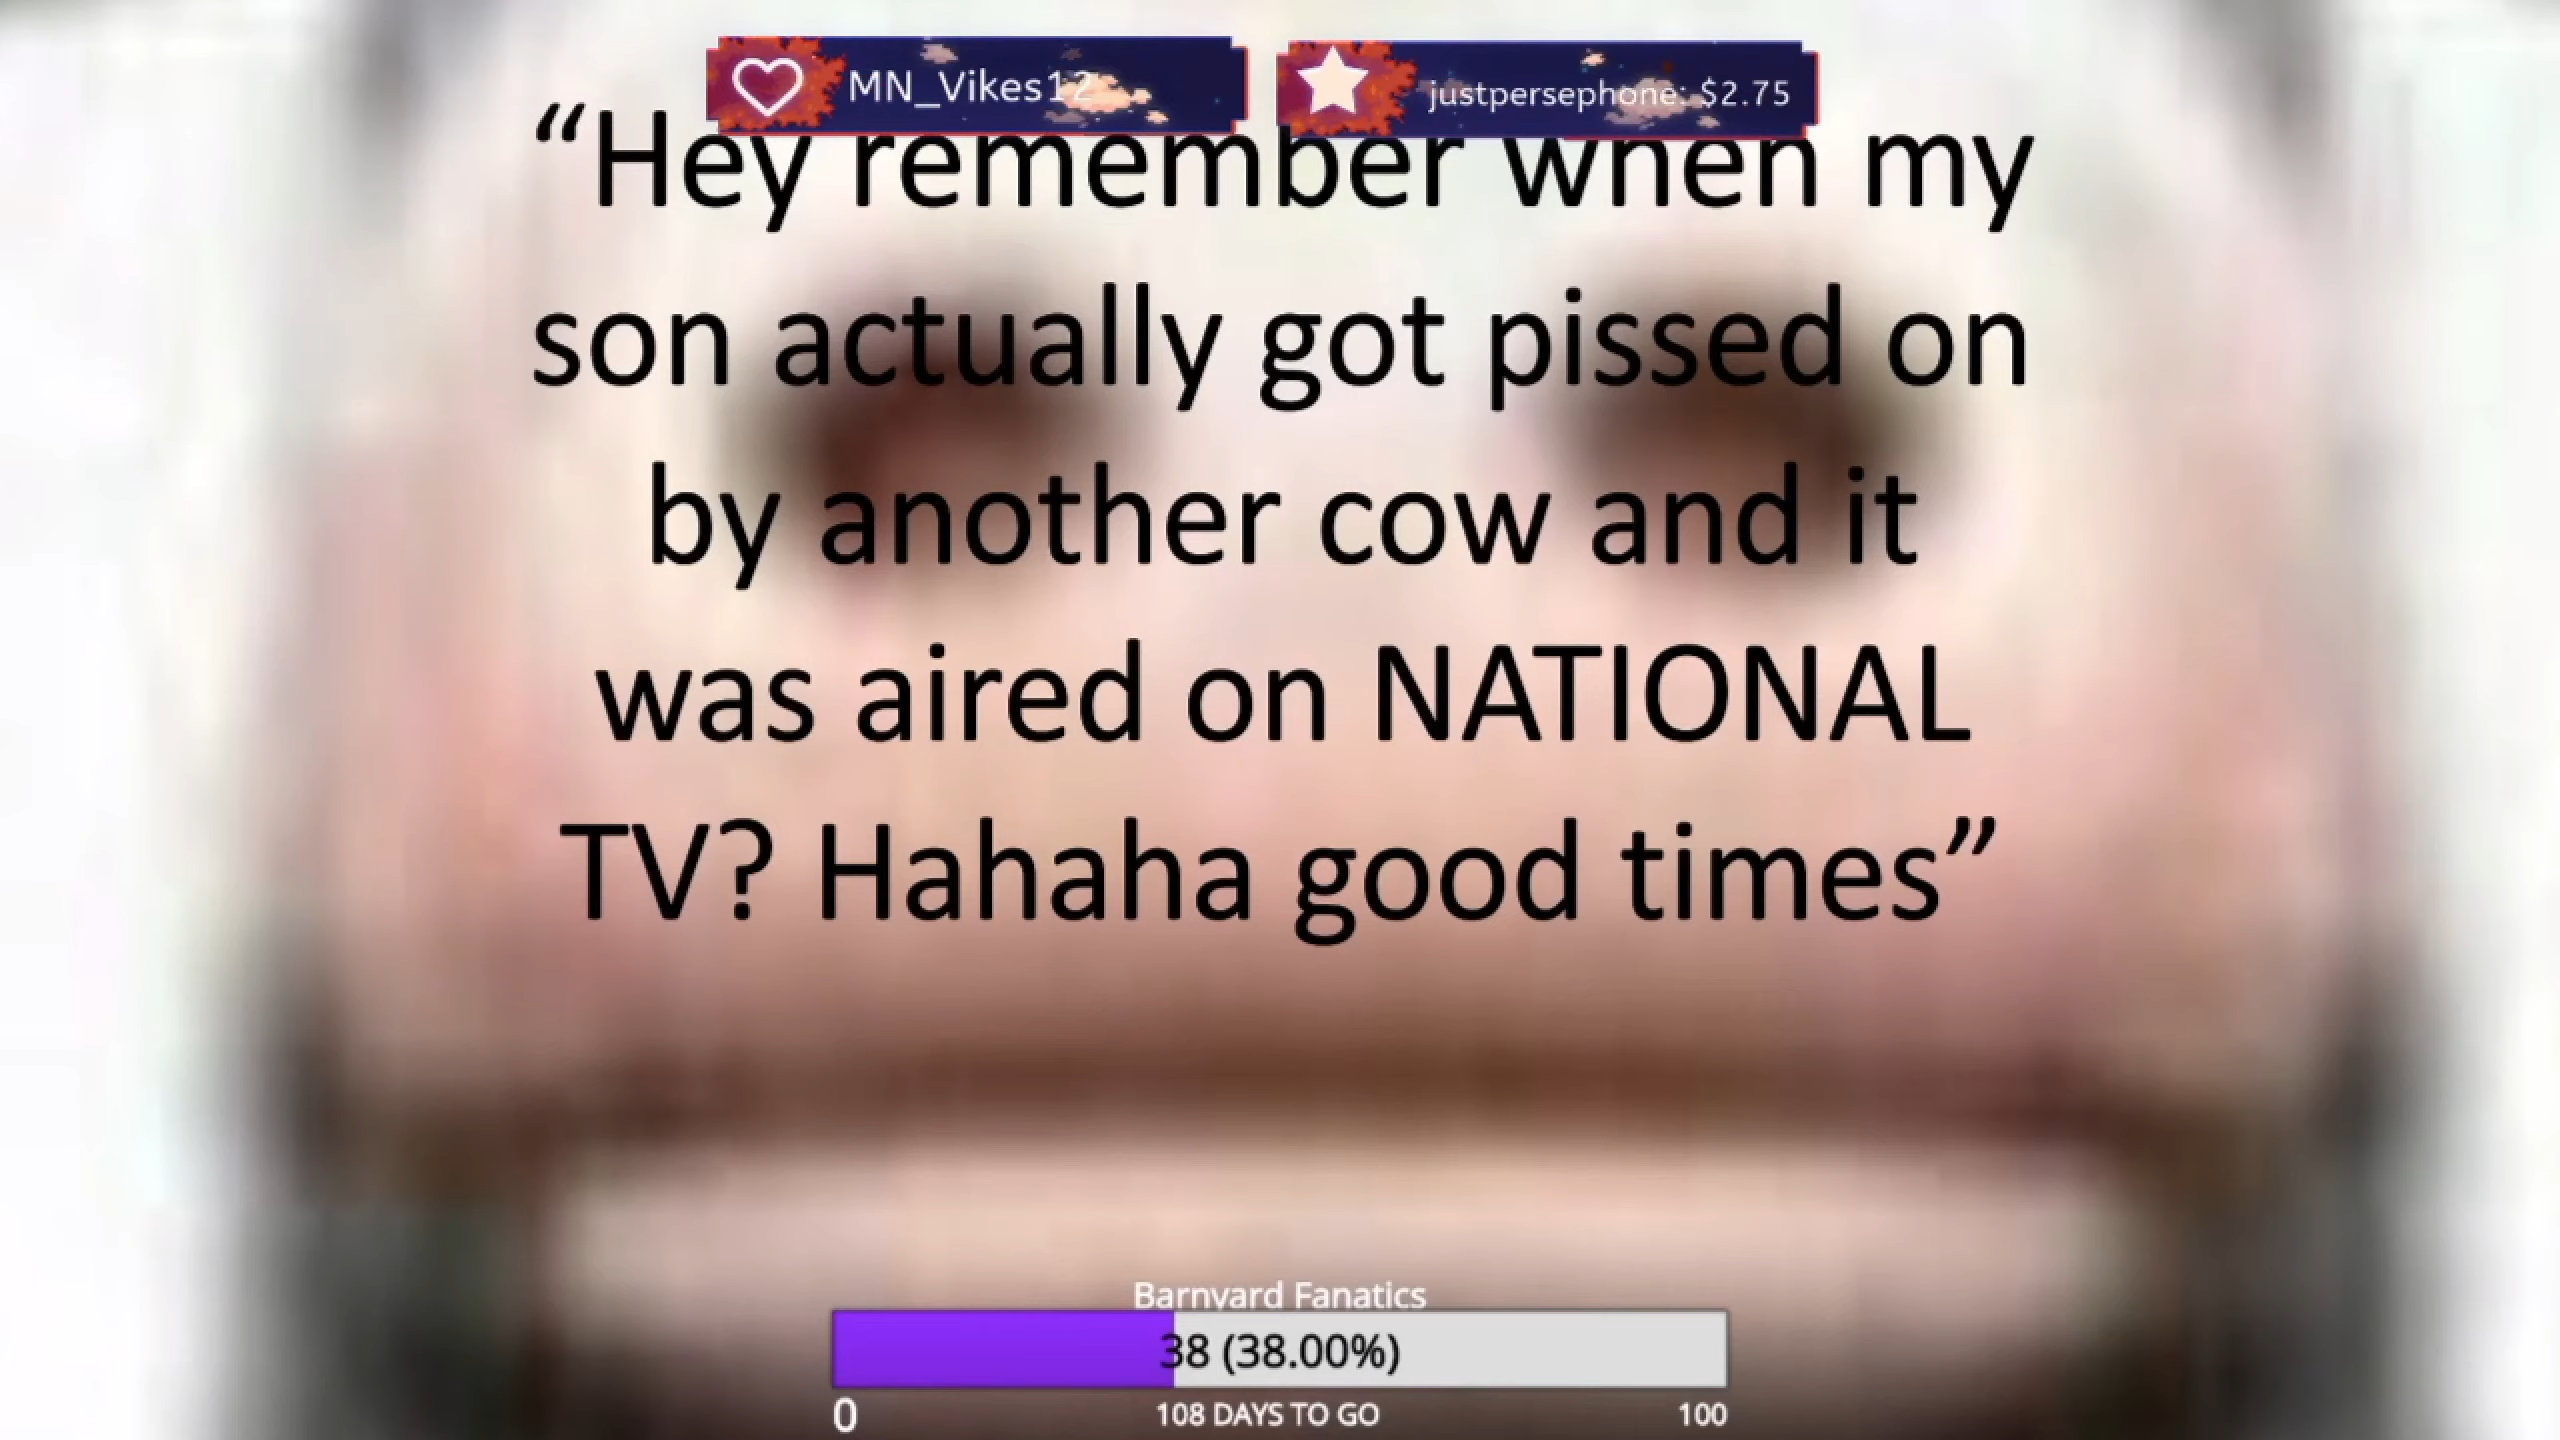 MN_Vikes12
justpersephone: $2.75
“Hey remember when my
son actually got pissed on
by another cow and it
was aired on NATIONAL
TV? Hahaha good times”
Barnyard Fanatics
38 (38.00%)
0 108 DAYS TO GO 100